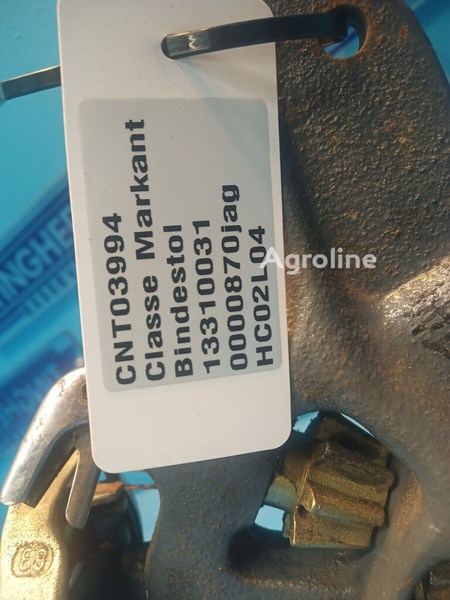 CNT03994
Classe Markant
Bindestol
13310031
0000870jag
HC02L04
Agroline